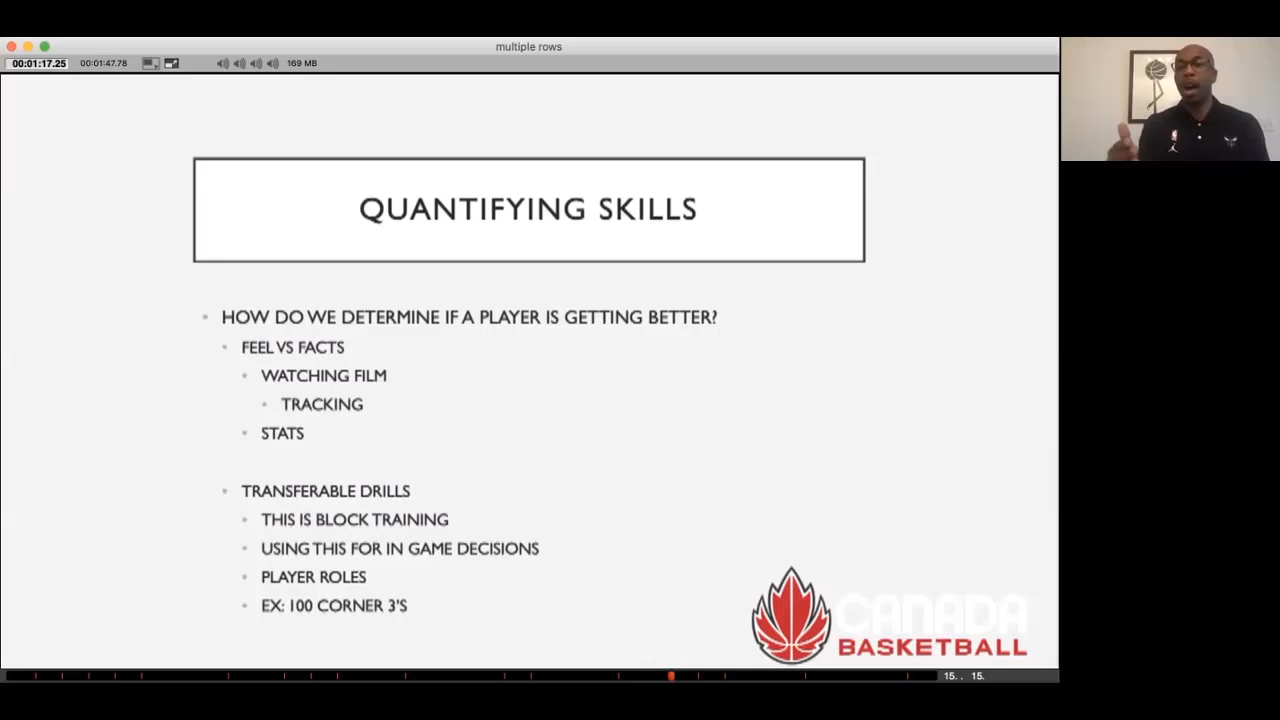 multiple rows
00:01:17.25 00:01:47.78 169 MB
QUANTIFYING SKILLS
HOW DO WE DETERMINE IF A PLAYER IS GETTING BETTER?
FEEL VS FACTS
WATCHING FILM
TRACKING
STATS
TRANSFERABLE DRILLS
THIS IS BLOCK TRAINING
USING THIS FOR IN GAME DECISIONS
PLAYER ROLES
EX: 100 CORNER 3'S
CANADA
BASKETBALL
15. . 15.